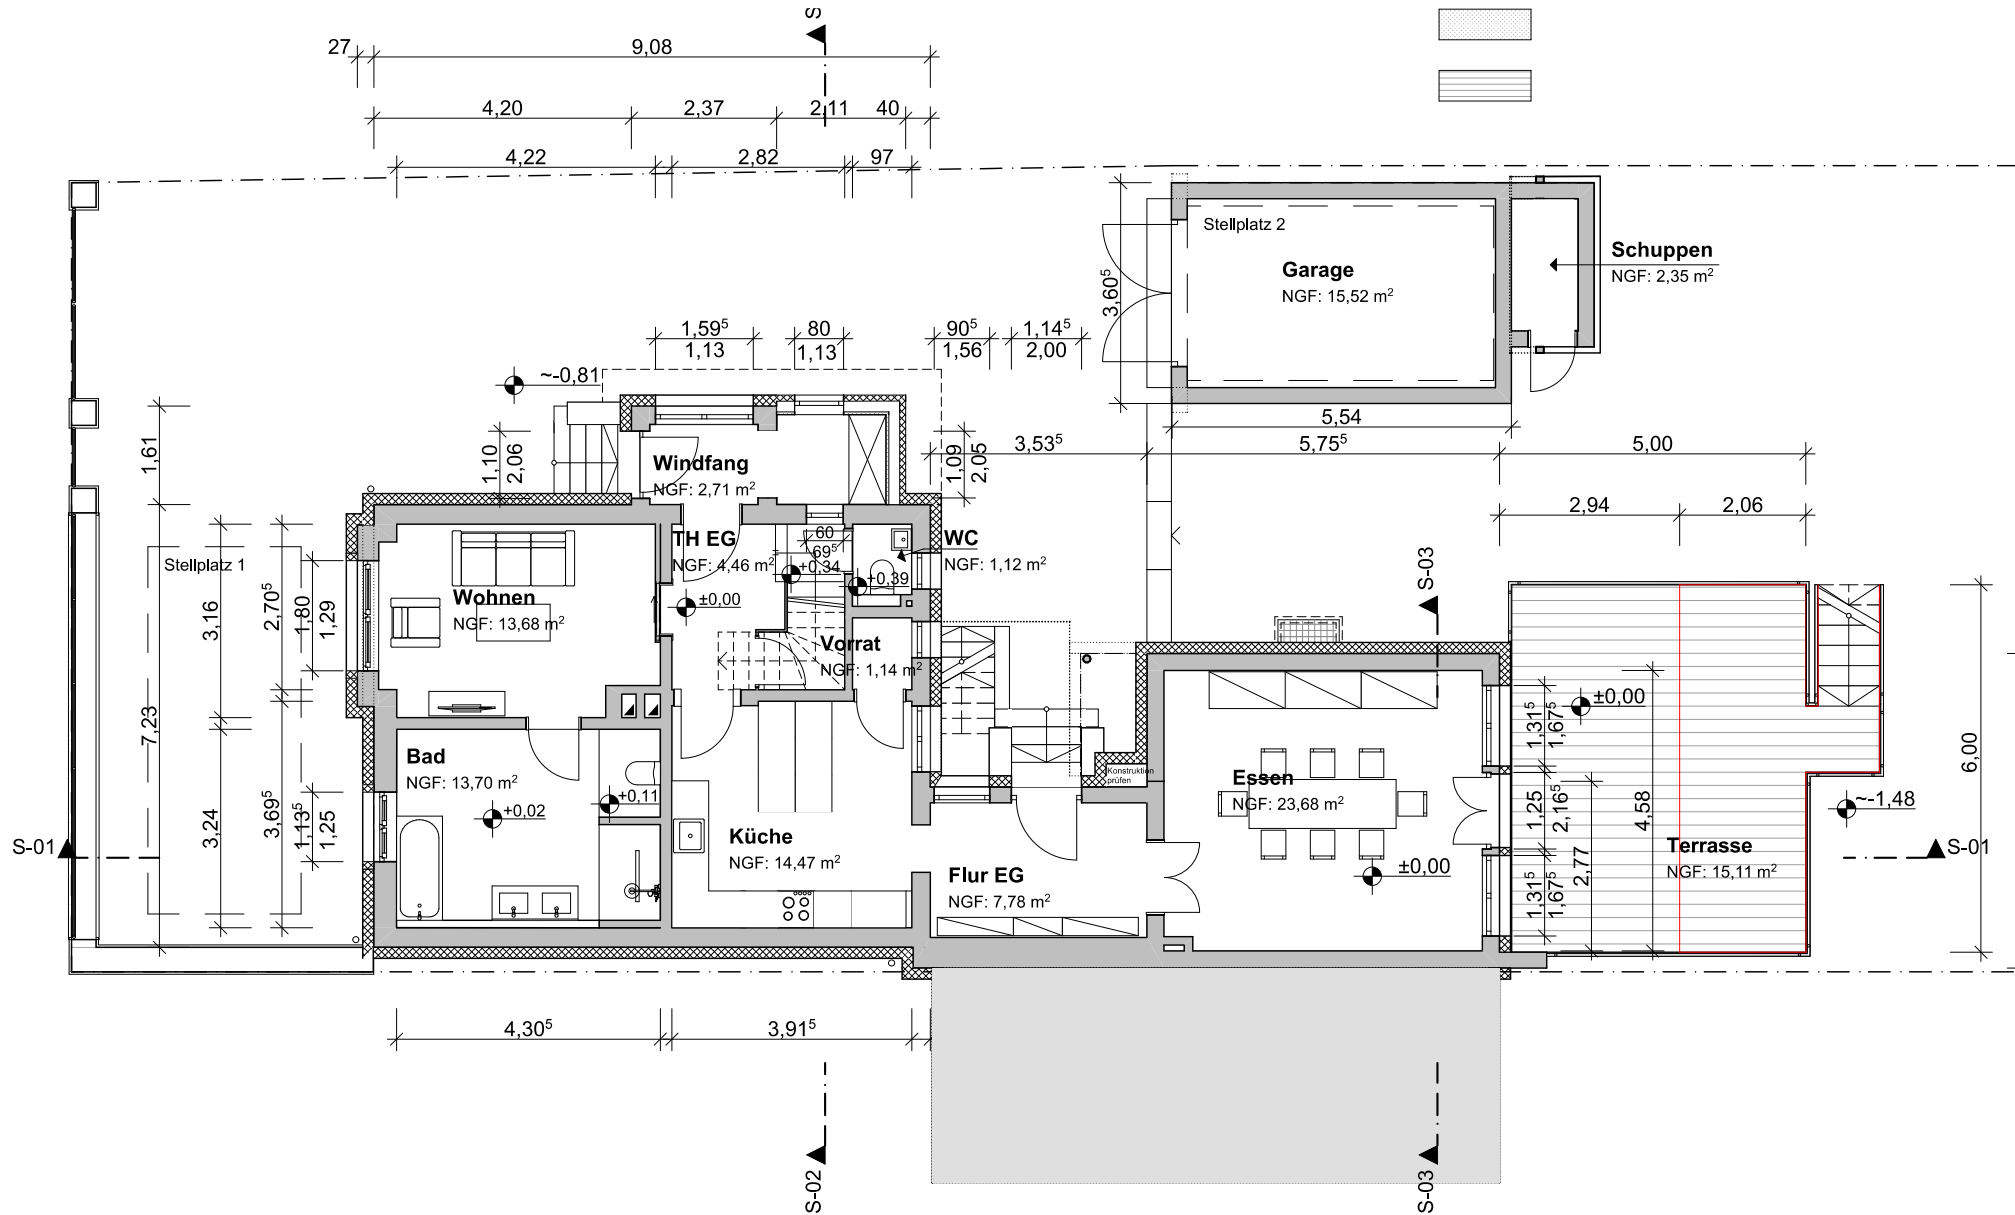 S
27
9,08
4,20
2,37
2,11
40
4,22
2,82
97
Stellplatz 2
Garage
NGF: 15,52 m²
Schuppen
NGF: 2,35 m²
3,60⁵
1,59⁵
1,13
80
1,13
90⁵
1,56
1,14⁵
2,00
~-0,81
5,54
3,53⁵
5,75⁵
5,00
1,61
1,10
2,06
1,09
2,05
Windfang
NGF: 2,71 m²
2,94
2,06
TH EG
NGF: 4,46 m²
60
69⁵
+0,34
+0,39
WC
NGF: 1,12 m²
Stellplatz 1
S-03
Wohnen
NGF: 13,68 m²
±0,00
3,16
2,70⁵
1,80
1,29
Vorrat
NGF: 1,14 m²
±0,00
7,23
1,31⁵
1,67⁵
6,00
Bad
NGF: 13,70 m²
+0,02
+0,11
Konstruktion
prüfen
Essen
NGF: 23,68 m²
~-1,48
3,24
3,69⁵
1,13⁵
1,25
1,25
2,16⁵
4,58
2,77
Küche
NGF: 14,47 m²
S-01
S-01
Terrasse
NGF: 15,11 m²
Flur EG
NGF: 7,78 m²
±0,00
1,31⁵
1,67⁵
4,30⁵
3,91⁵
S-02
S-03